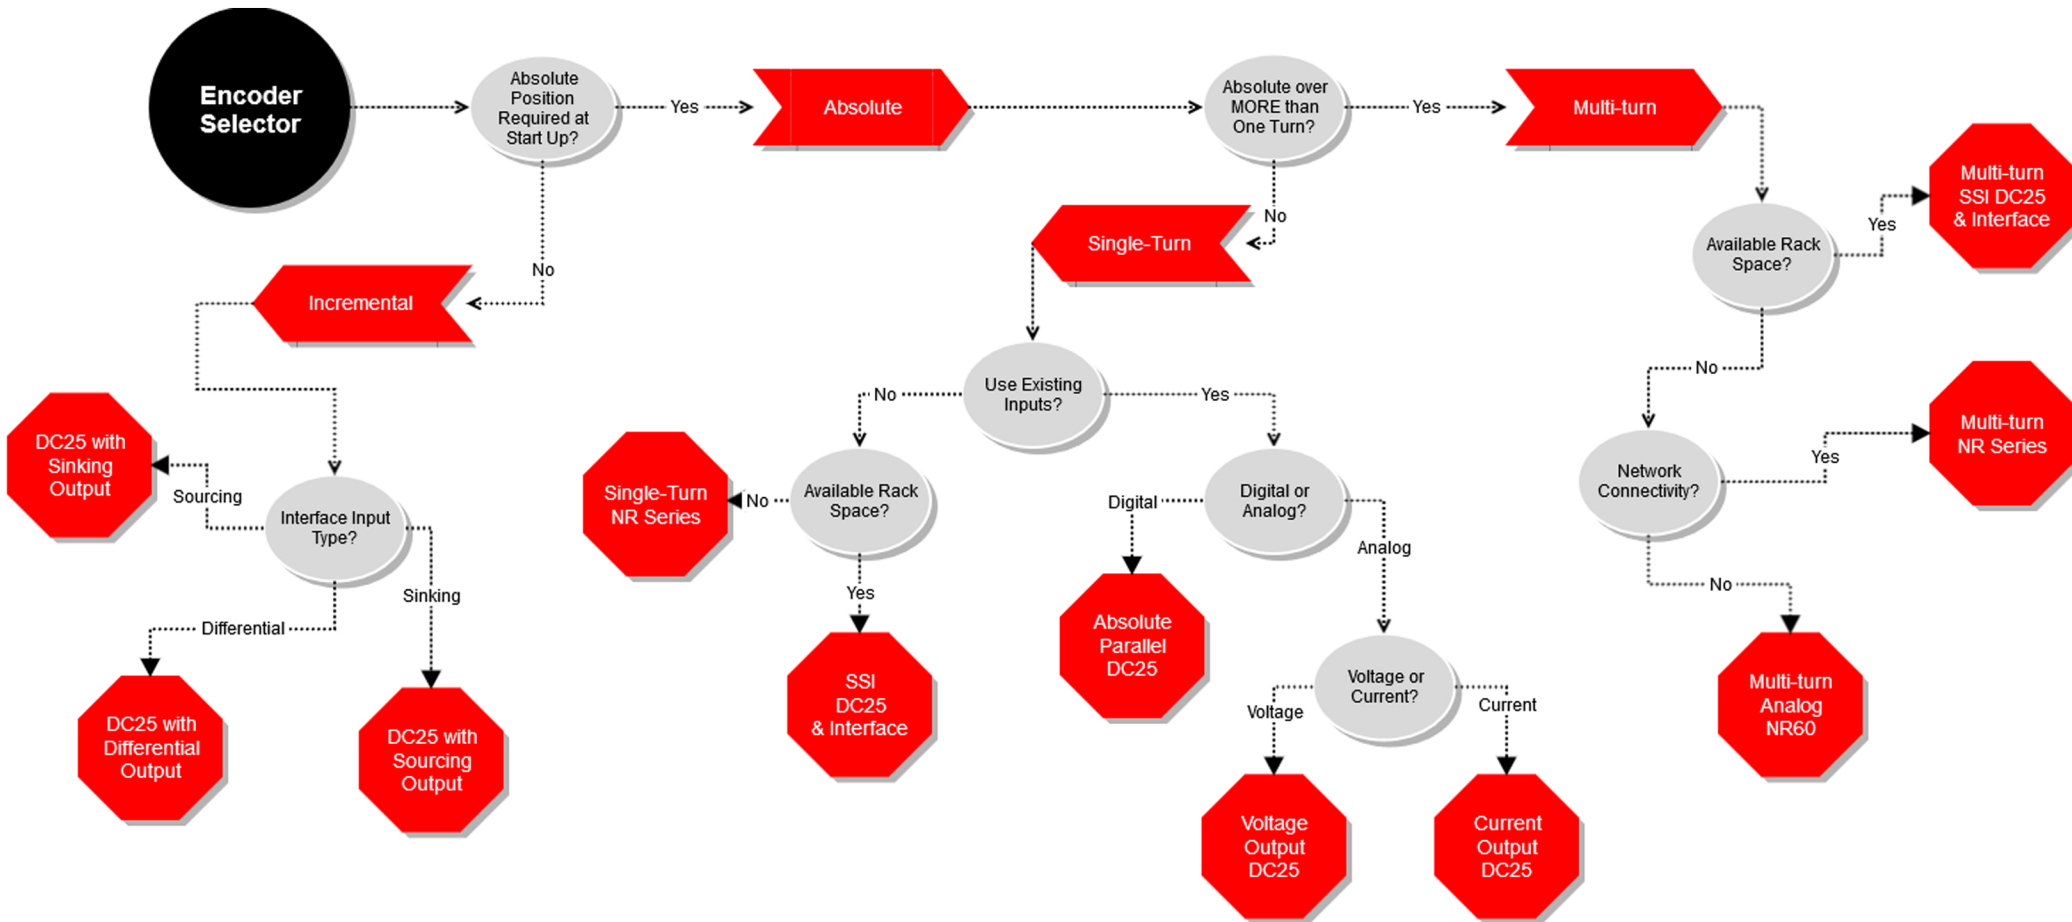 Encoder
Selector
Absolute
Position
Required at
Start Up?
Yes
Absolute
Absolute over
MORE than
One Turn?
Yes
Multi-turn
Multi-turn
SSI DC25
& Interface
Yes
Available Rack
Space?
No
Single-Turn
No
Incremental
No
Use Existing
Inputs?
No
Yes
Multi-turn
NR Series
Yes
Network
Connectivity?
No
DC25 with
Sinking
Output
Sourcing
Interface Input
Type?
Sinking
Differential
DC25 with
Differential
Output
DC25 with
Sourcing
Output
Single-Turn
NR Series
No
Available Rack
Space?
Yes
SSI
DC25
& Interface
Digital
Digital or
Analog?
Analog
Absolute
Parallel
DC25
Voltage or
Current?
Voltage
Current
Voltage
Output
DC25
Current
Output
DC25
Multi-turn
Analog
NR60